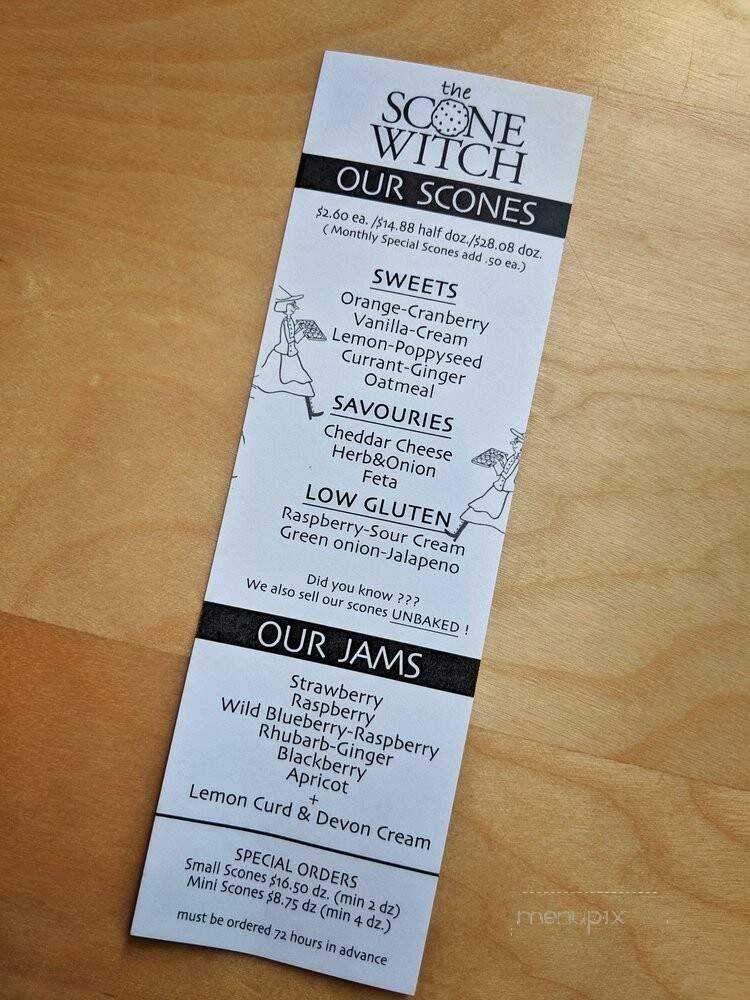 the
SCONE
WITCH
OUR SCONES
$2.60 ea. /$14.88 half doz./$28.08 doz.
( Monthly Special Scones add .50 ea.)
SWEETS
Orange-Cranberry
Vanilla-Cream
Lemon-Poppyseed
Currant-Ginger
Oatmeal
SAVOURIES
Cheddar Cheese
Herb&Onion
Feta
LOW GLUTEN
Raspberry-Sour Cream
Green onion-Jalapeno
Did you know ???
We also sell our scones UNBAKED !
OUR JAMS
Strawberry
Raspberry
Wild Blueberry-Raspberry
Rhubarb-Ginger
Blackberry
Apricot
+
Lemon Curd & Devon Cream
SPECIAL ORDERS
Small Scones $16.50 dz. (min 2 dz)
Mini Scones $8.75 dz (min 4 dz.)
must be ordered 72 hours in advance
menupix